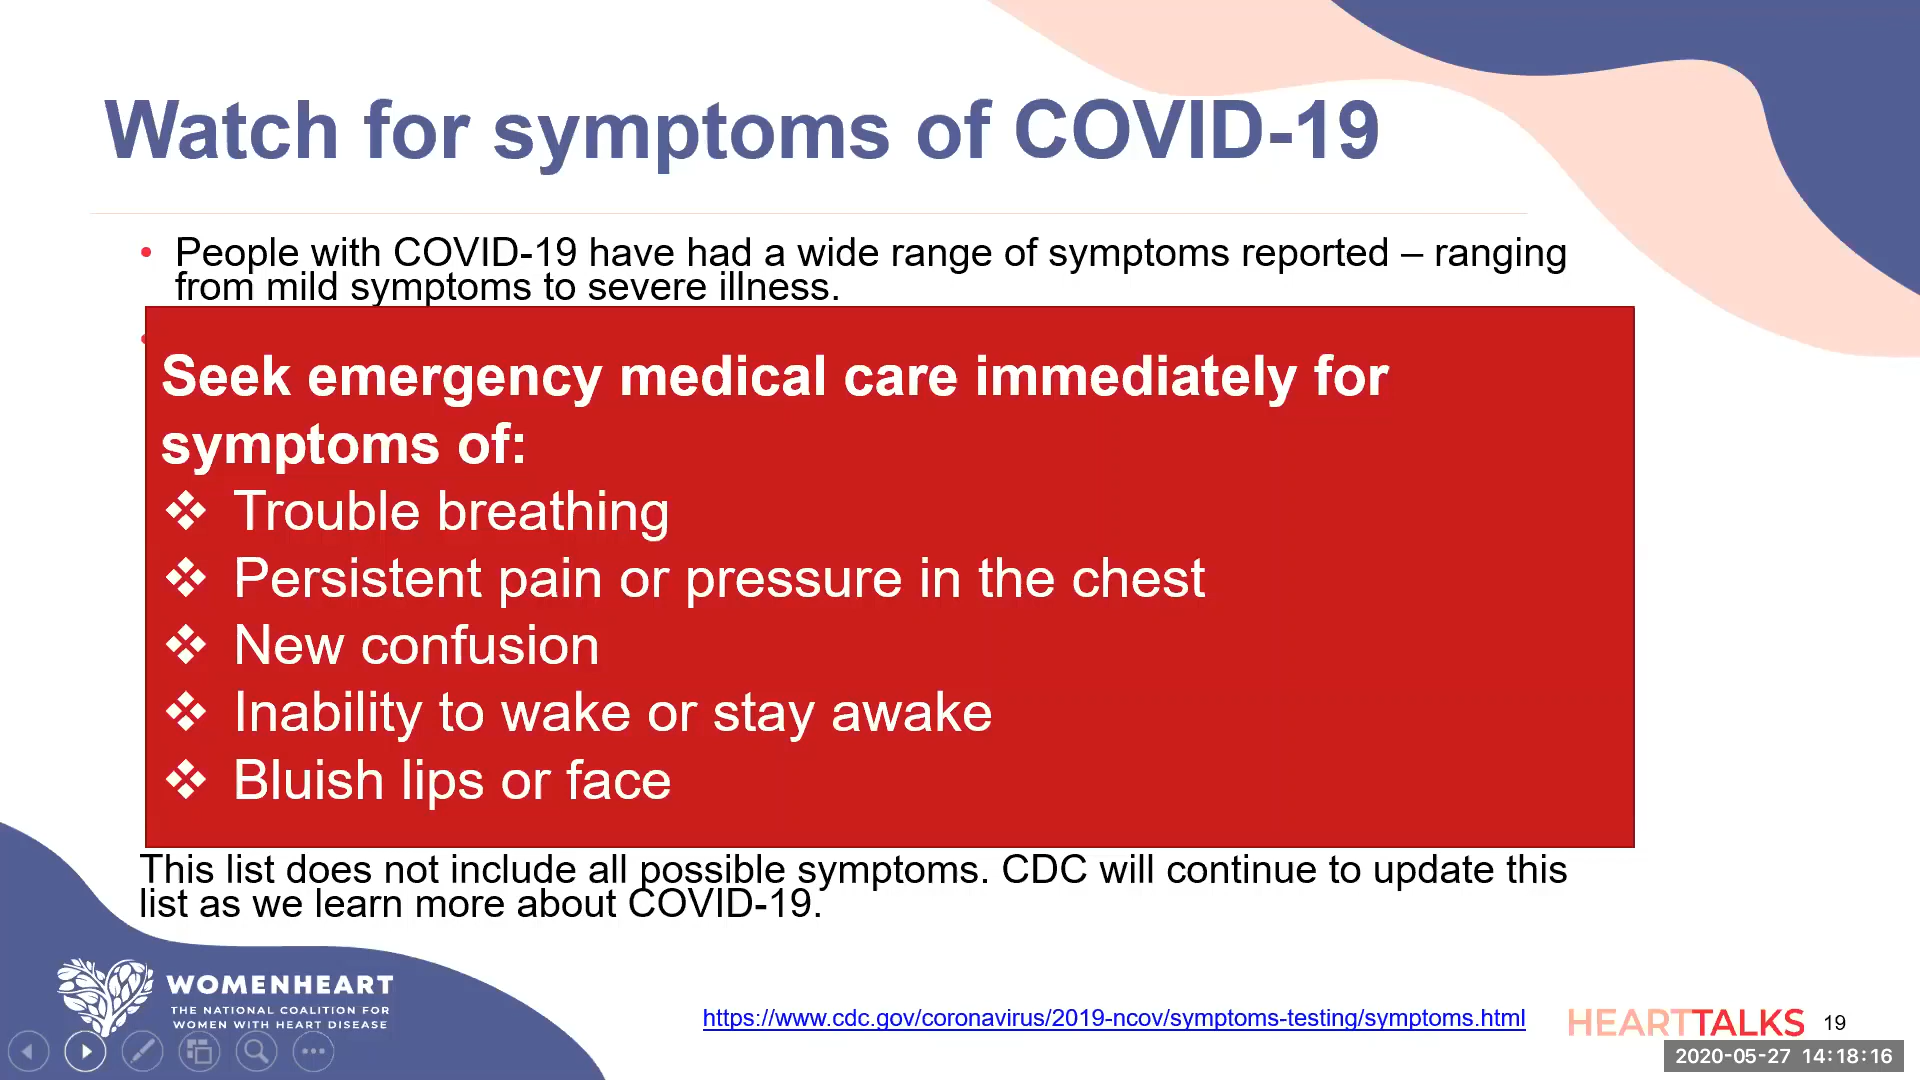 Watch for symptoms of COVID-19
• People with COVID-19 have had a wide range of symptoms reported – ranging
from mild symptoms to severe illness.
Seek emergency medical care immediately for
symptoms of:
❖ Trouble breathing
❖ Persistent pain or pressure in the chest
❖ New confusion
❖ Inability to wake or stay awake
❖ Bluish lips or face
This list does not include all possible symptoms. CDC will continue to update this
list as we learn more about COVID-19.
WOMENHEART
THE NATIONAL COALITION FOR
WOMEN WITH HEART DISEASE
https://www.cdc.gov/coronavirus/2019-ncov/symptoms-testing/symptoms.html
HEARTTALKS 19
2020-05-27 14:18:16